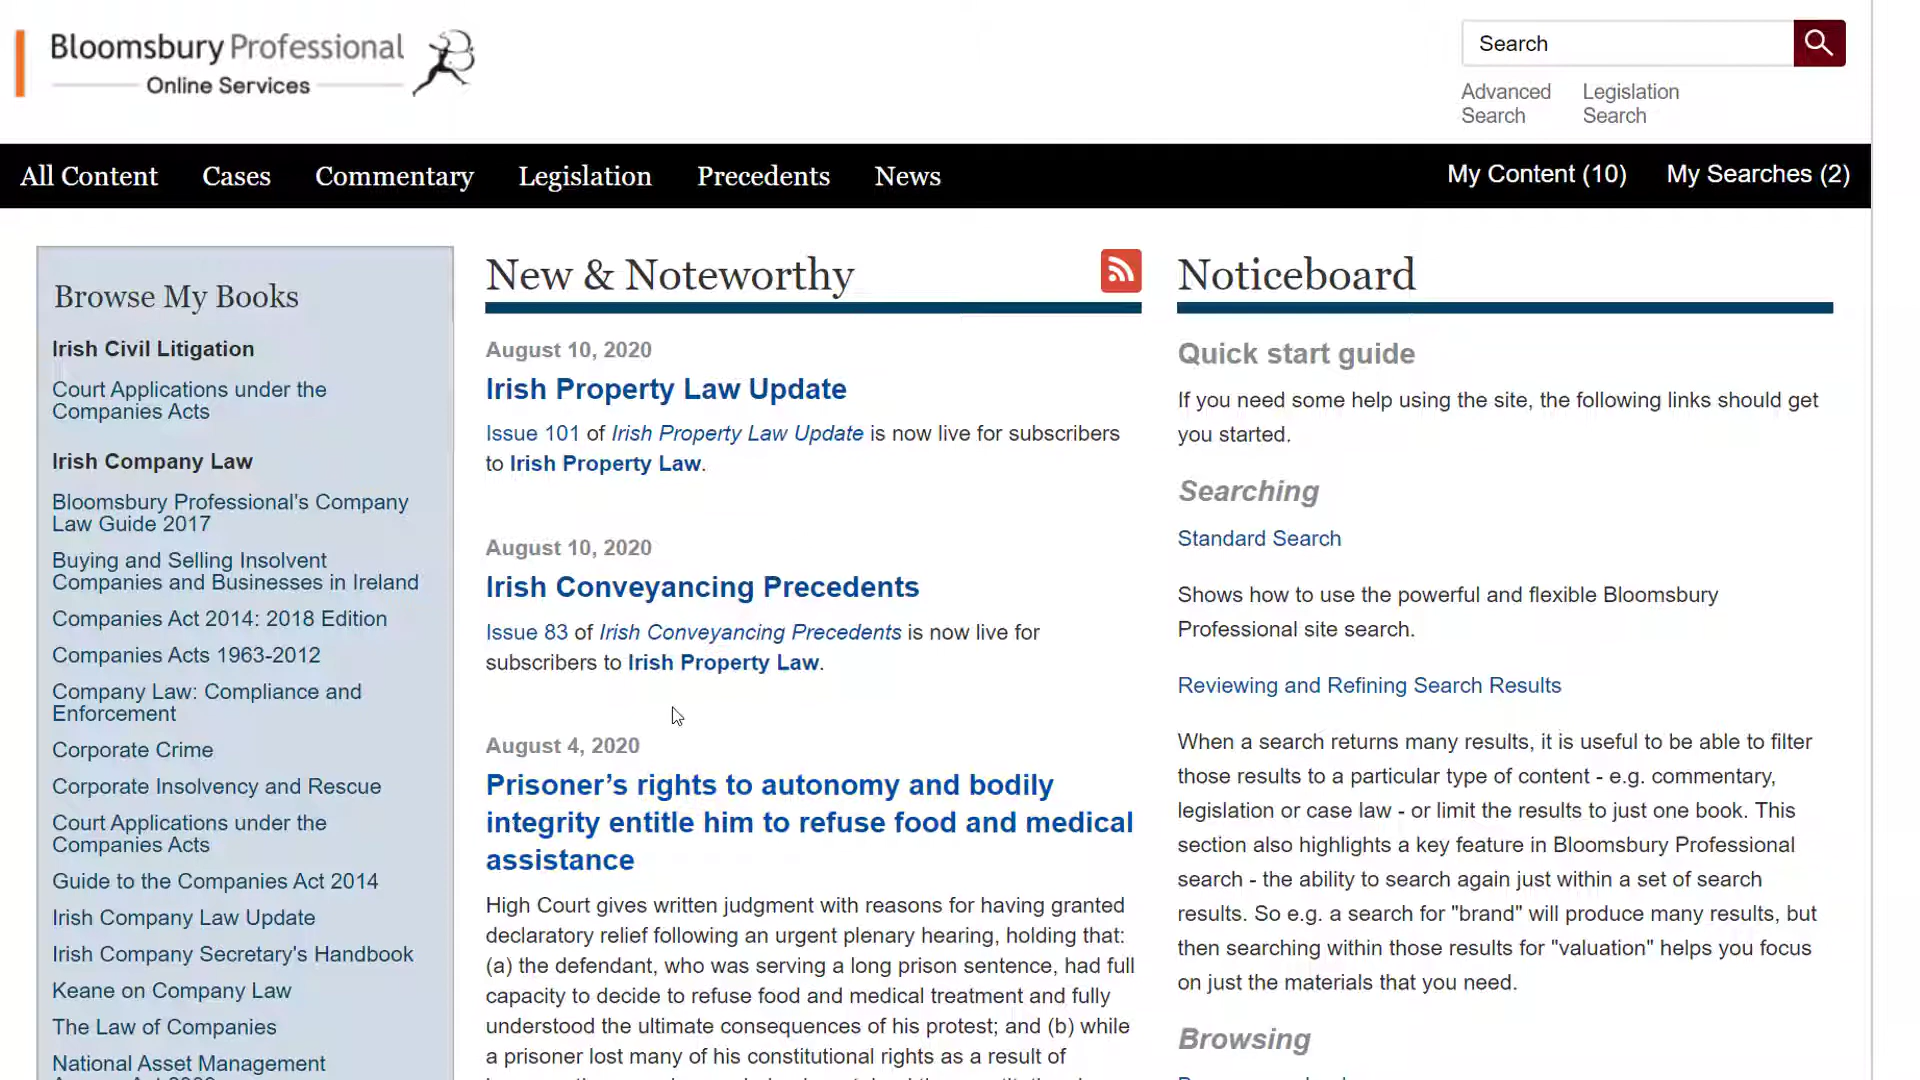 Bloomsbury Professional
Online Services
Search
Advanced
Search
Legislation
Search
All Content
Cases
Commentary
Legislation
Precedents
News
My Content (10)
My Searches (2)
Browse My Books
Irish Civil Litigation
Court Applications under the
Companies Acts
Irish Company Law
Bloomsbury Professional's Company
Law Guide 2017
Buying and Selling Insolvent
Companies and Businesses in Ireland
Companies Act 2014: 2018 Edition
Companies Acts 1963-2012
Company Law: Compliance and
Enforcement
Corporate Crime
Corporate Insolvency and Rescue
Court Applications under the
Companies Acts
Guide to the Companies Act 2014
Irish Company Law Update
Irish Company Secretary's Handbook
Keane on Company Law
The Law of Companies
National Asset Management
New & Noteworthy
August 10, 2020
Irish Property Law Update
Issue 101 of Irish Property Law Update is now live for subscribers
to Irish Property Law.
August 10, 2020
Irish Conveyancing Precedents
Issue 83 of Irish Conveyancing Precedents is now live for
subscribers to Irish Property Law.
August 4, 2020
Prisoner’s rights to autonomy and bodily
integrity entitle him to refuse food and medical
assistance
High Court gives written judgment with reasons for having granted
declaratory relief following an urgent plenary hearing, holding that:
(a) the defendant, who was serving a long prison sentence, had full
capacity to decide to refuse food and medical treatment and fully
understood the ultimate consequences of his protest; and (b) while
a prisoner lost many of his constitutional rights as a result of
Noticeboard
Quick start guide
If you need some help using the site, the following links should get
you started.
Searching
Standard Search
Shows how to use the powerful and flexible Bloomsbury
Professional site search.
Reviewing and Refining Search Results
When a search returns many results, it is useful to be able to filter
those results to a particular type of content - e.g. commentary,
legislation or case law - or limit the results to just one book. This
section also highlights a key feature in Bloomsbury Professional
search - the ability to search again just within a set of search
results. So e.g. a search for "brand" will produce many results, but
then searching within those results for "valuation" helps you focus
on just the materials that you need.
Browsing